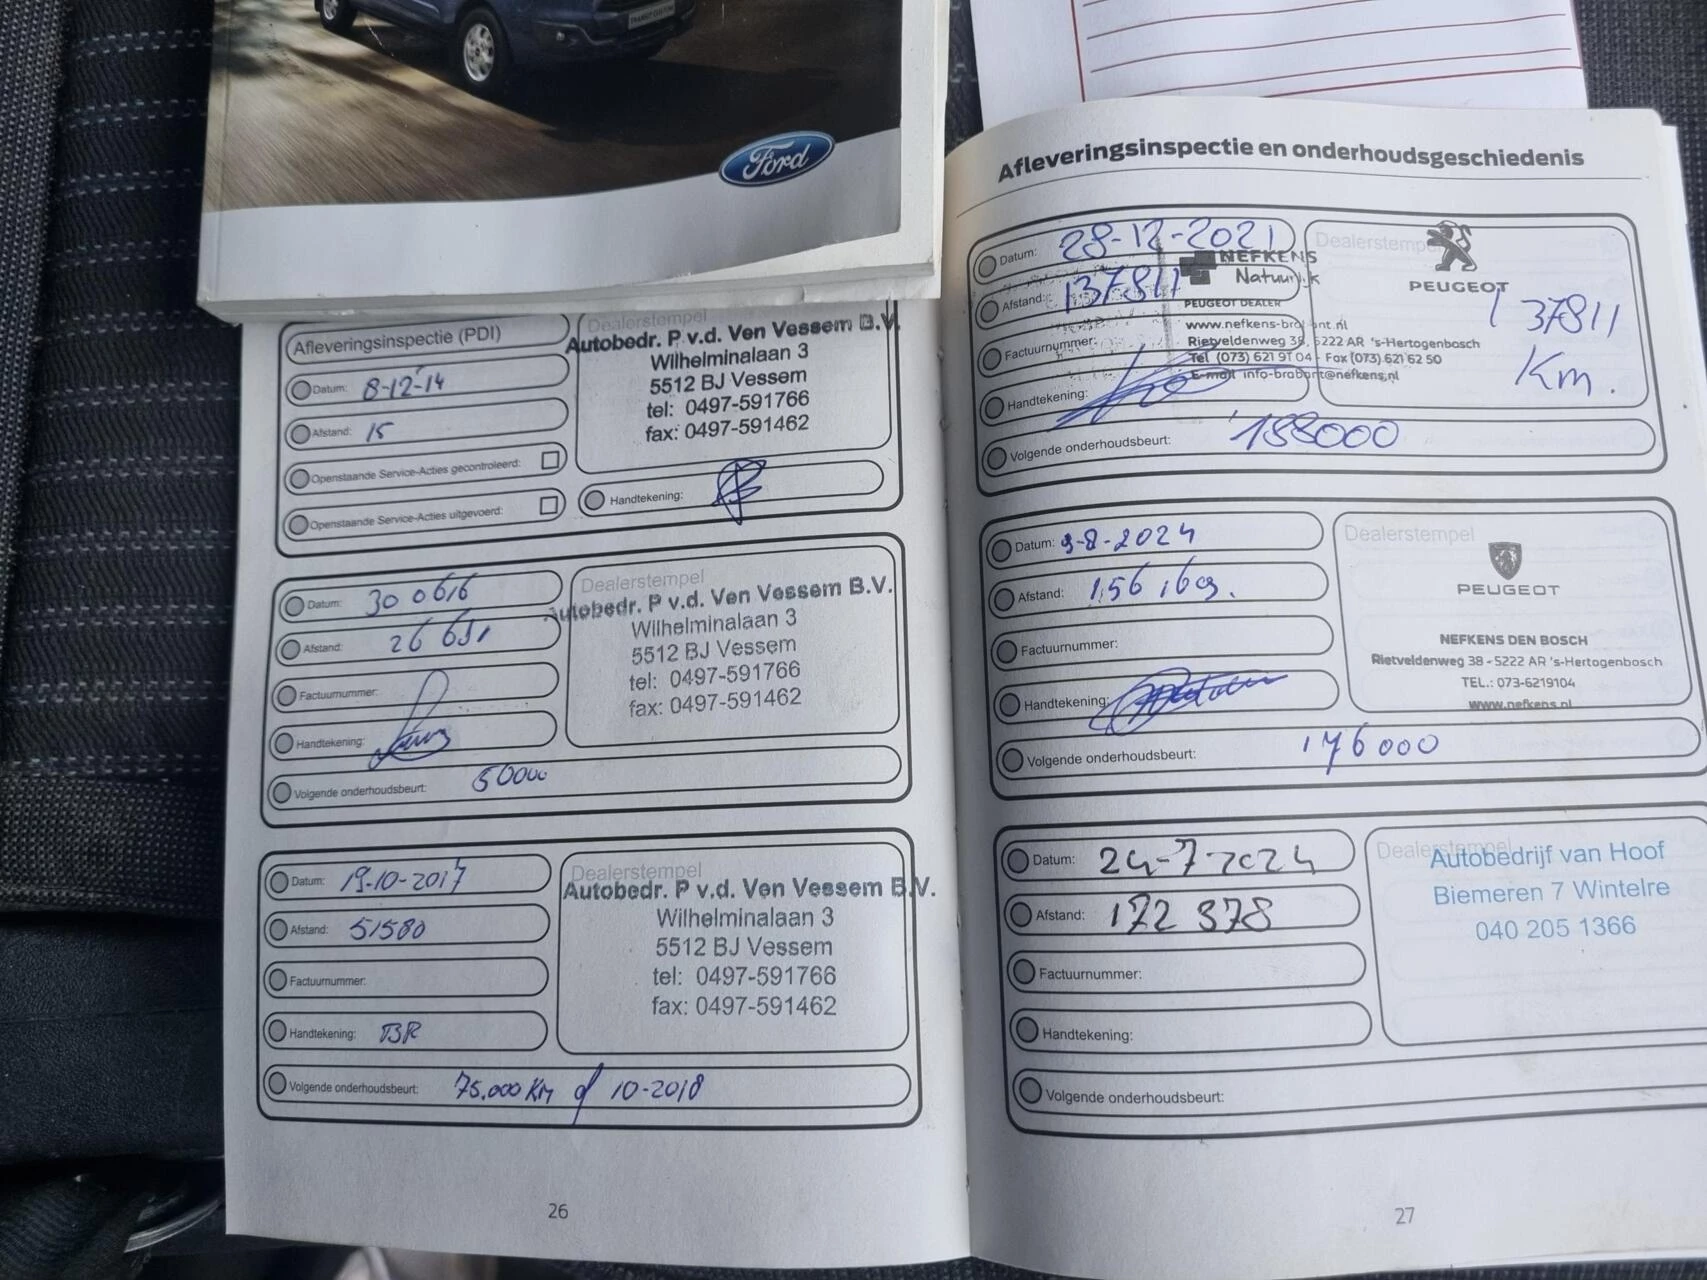 TRANSIT CUSTOM
Ford
Afleveringsinspectie (PDI)
Datum: 8-12-14
Afstand: 15
Openstaande Service-Acties gecontroleerd:
Openstaande Service-Acties uitgevoerd:
Dealerstempel
Autobedr. P v.d. Ven Vessem B.V.
Wilhelminalaan 3
5512 BJ Vessem
tel: 0497-591766
fax: 0497-591462
Handtekening:
Datum: 30 06 16
Afstand:
Factuurnummer:
Handtekening:
Volgende onderhoudsbeurt: 50000
Dealerstempel
Autobedr. P v.d. Ven Vessem B.V.
Wilhelminalaan 3
5512 BJ Vessem
tel: 0497-591766
fax: 0497-591462
Datum: 19-10-2017
Afstand: 51580
Factuurnummer:
Handtekening: BR
Volgende onderhoudsbeurt: 75.000 Km of 10-2018
Dealerstempel
Autobedr. P v.d. Ven Vessem B.V.
Wilhelminalaan 3
5512 BJ Vessem
tel: 0497-591766
fax: 0497-591462
26
Afleveringsinspectie en onderhoudsgeschiedenis
Datum: 28-12-2021
Afstand: 137811
Factuurnummer:
Handtekening:
Volgende onderhoudsbeurt: 188000
Dealerstempel
PEUGEOT
NEFKENS
Natuurlijk
PEUGEOT DEALER
www.nefkens-brabant.nl
Rietveldenweg 38, 5222 AR 's-Hertogenbosch
Tel (073) 621 91 04 - Fax (073) 621 62 50
E-mail info-brabant@nefkens.nl
137811
Km.
Datum: 9-8-2024
Afstand: 156.169.
Factuurnummer:
Handtekening:
Volgende onderhoudsbeurt: 176000
Dealerstempel
PEUGEOT
NEFKENS DEN BOSCH
Rietveldenweg 38 - 5222 AR 's-Hertogenbosch
TEL.: 073-6219104
www.nefkens.nl
Datum: 24-7-2024
Afstand: 172 378
Factuurnummer:
Handtekening:
Volgende onderhoudsbeurt:
Dealerstempel
Autobedrijf van Hoof
Biemeren 7 Wintelre
040 205 1366
27